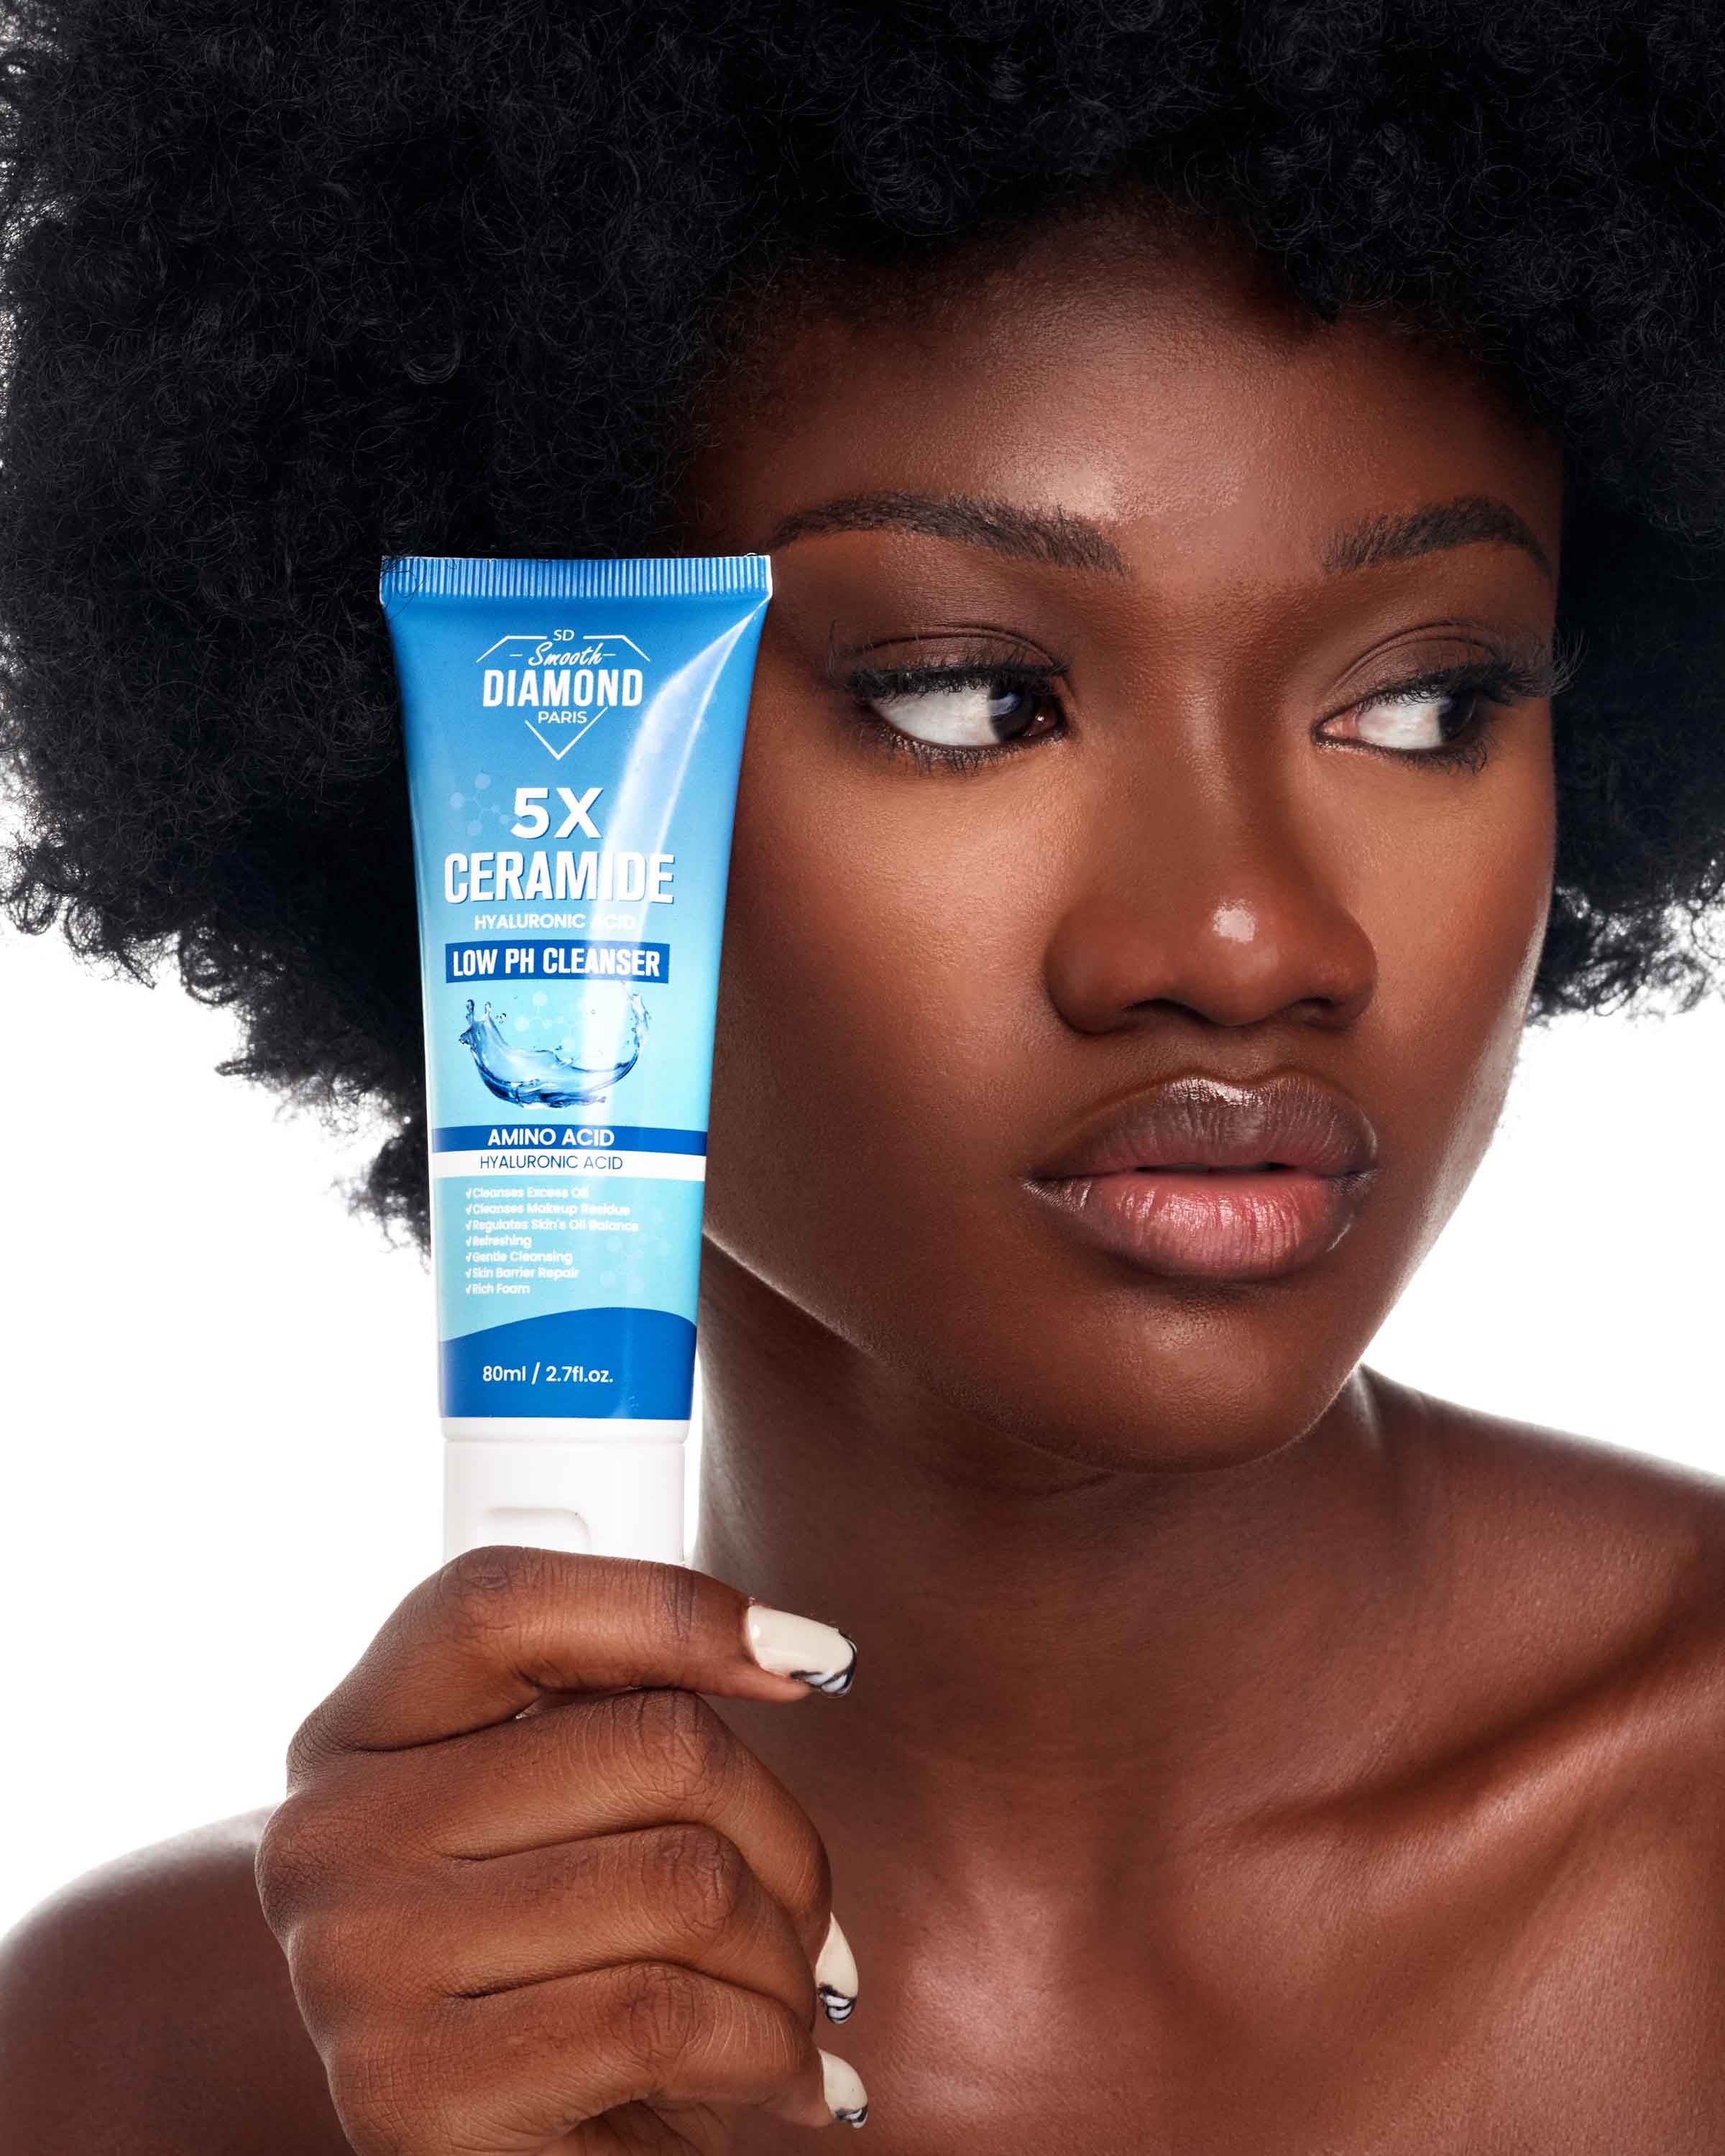 SD
Smooth
DIAMOND
PARIS
5X
CERAMIDE
HYALURONIC ACID
LOW PH CLEANSER
AMINO ACID
HYALURONIC ACID
√Cleanses Excess Oil
√Cleanses Makeup Residue
√Regulates Skin's Oil Balance
√Refreshing
√Gentle Cleansing
√Skin Barrier Repair
√Rich Foam
80ml / 2.7fl.oz.